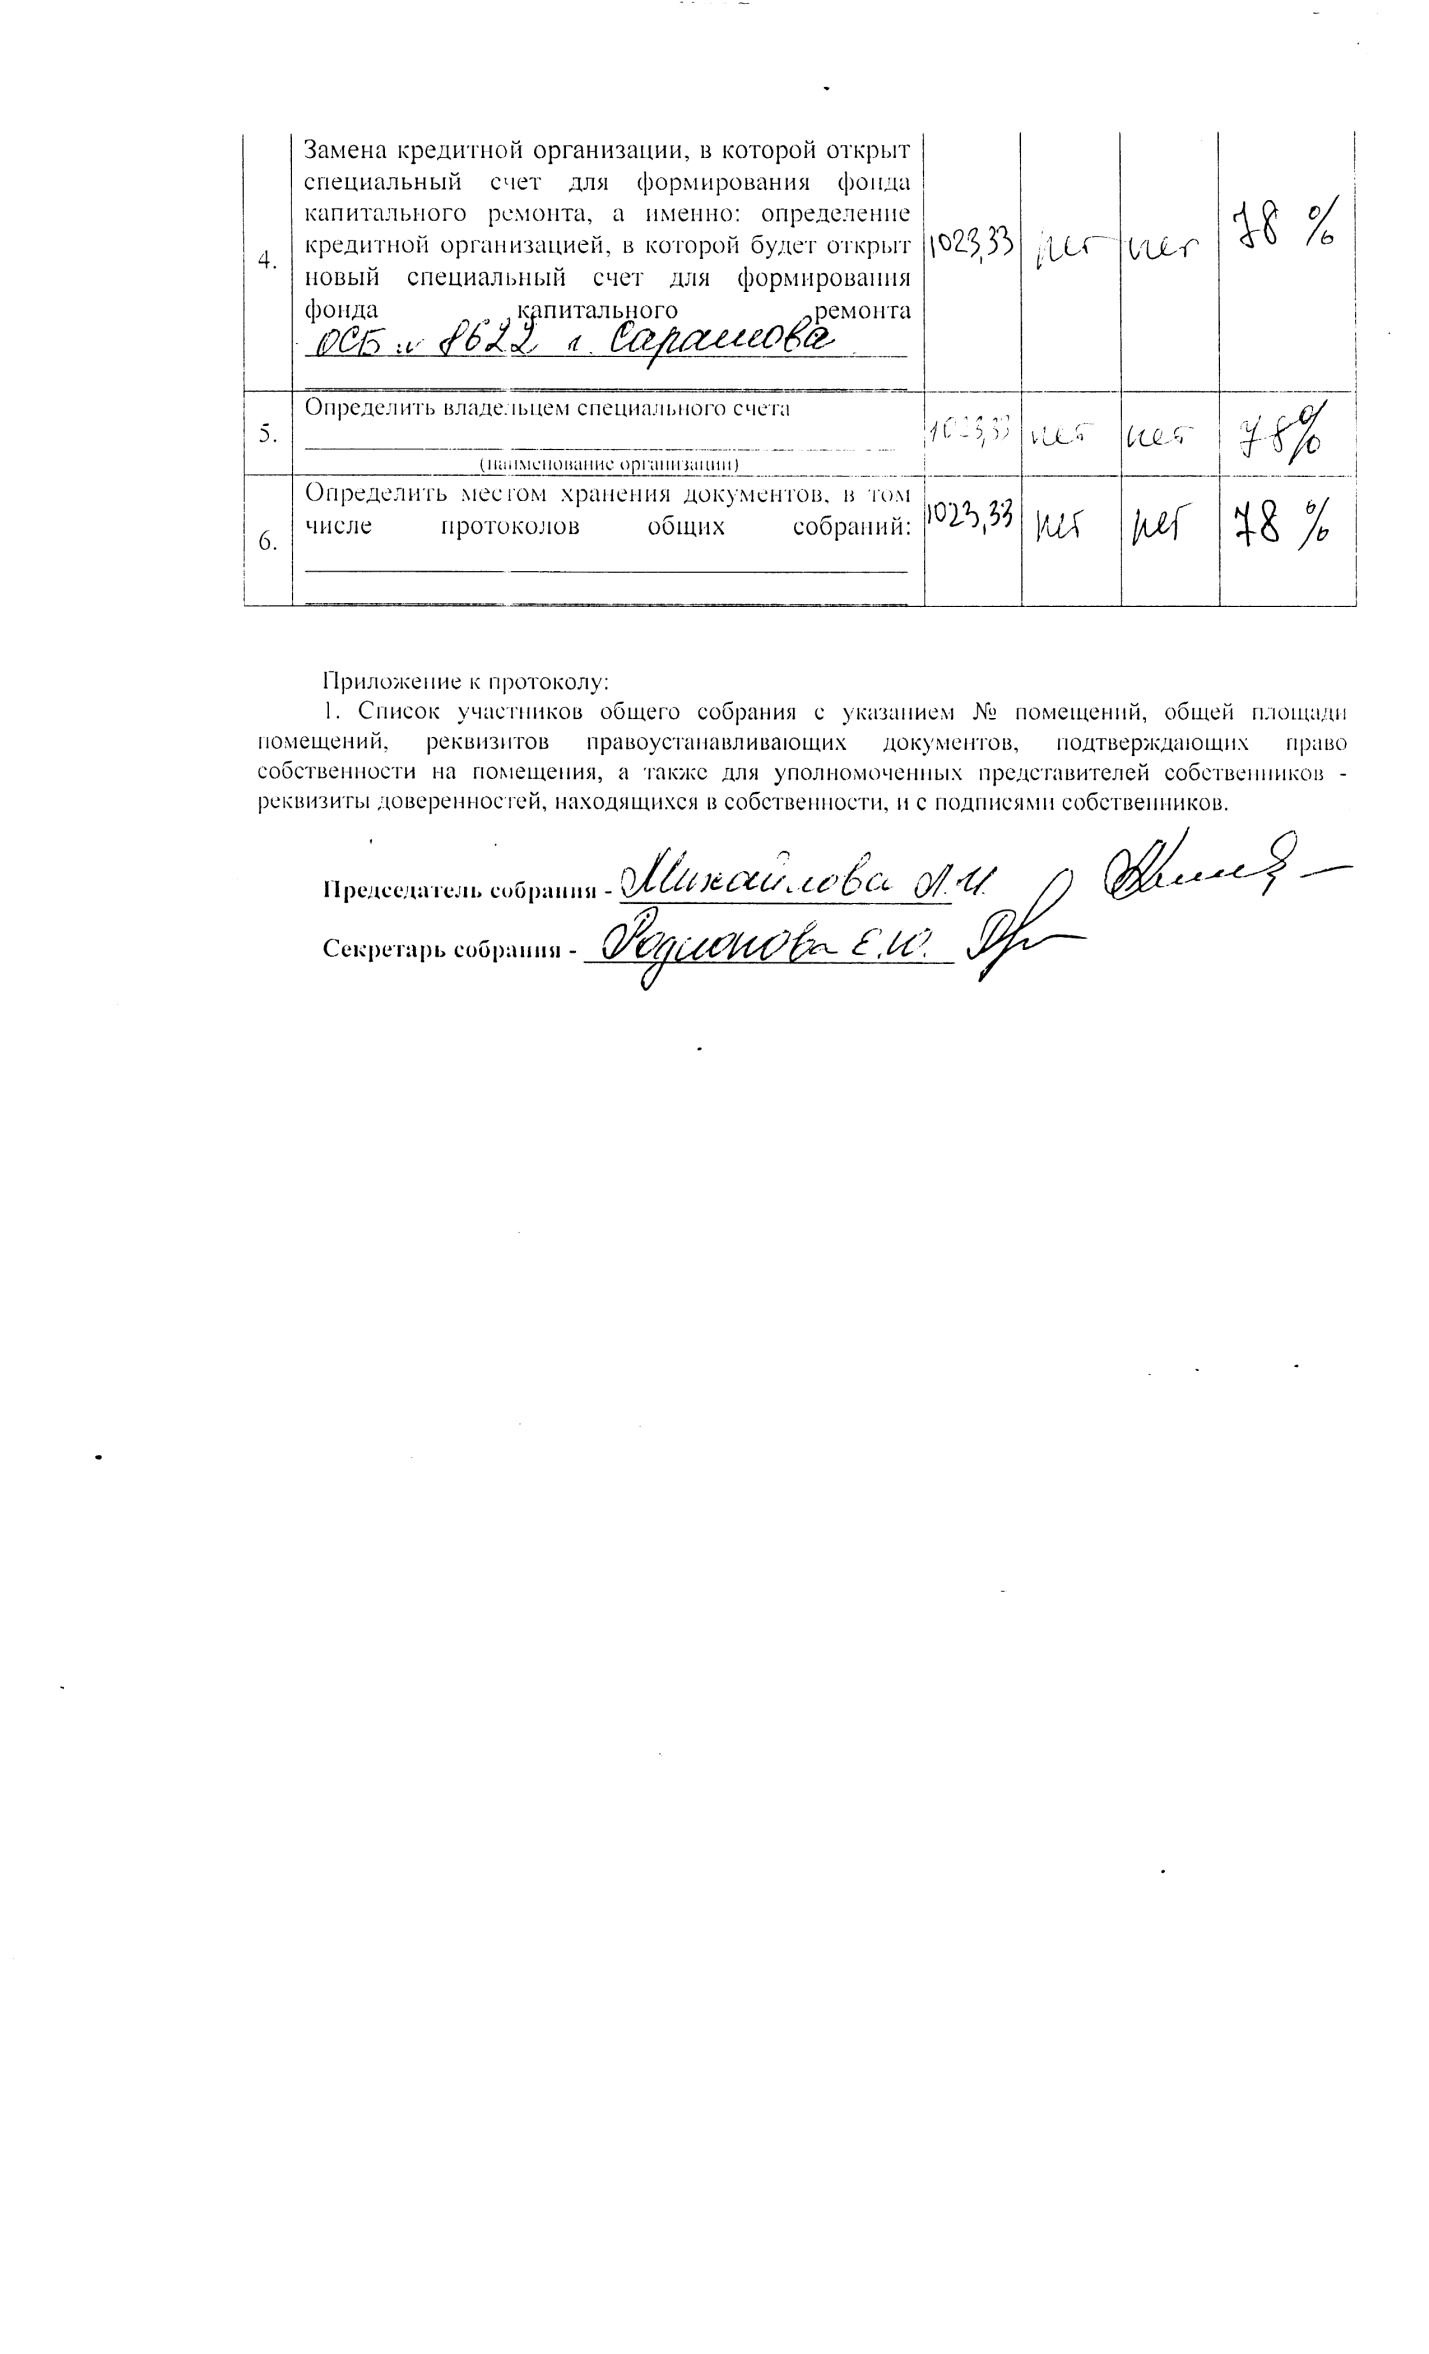 Замена кредитной организации, в которой открыт
специальный счет для формирования фонда
капитального ремонта, а именно: определение
кредитной организацией, в которой будет открыт
4. новый специальный счет для формирования
фонда капитального ремонта
ОСБ № 8622 г. Саратова
1023,33 нет нет 78 %
Определить владельцем специального счета
5. 1023,33 нет нет 78%
(наименование организации)
Определить местом хранения документов, в том
числе протоколов общих собраний:
6. 1023,33 нет нет 78 %
Приложение к протоколу:
1. Список участников общего собрания с указанием № помещений, общей площади
помещений, реквизитов правоустанавливающих документов, подтверждающих право
собственности на помещения, а также для уполномоченных представителей собственников -
реквизиты доверенностей, находящихся в собственности, и с подписями собственников.
Председатель собрания - Михайлова Л.И.
Секретарь собрания - Родионова Е.Ю.